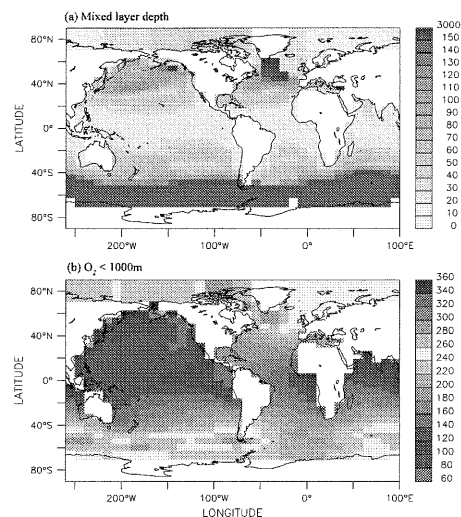 (a) Mixed layer depth
80°N
40°N
0°
40°S
80°S
LATITUDE
200°W
100°W
0°
100°E
3000
150
140
130
120
110
100
90
80
70
60
50
40
30
20
10
0
(b) O₂ < 1000m
80°N
40°N
0°
40°S
80°S
LATITUDE
200°W
100°W
0°
100°E
LONGITUDE
360
340
320
300
280
260
240
220
200
180
160
140
120
100
80
60